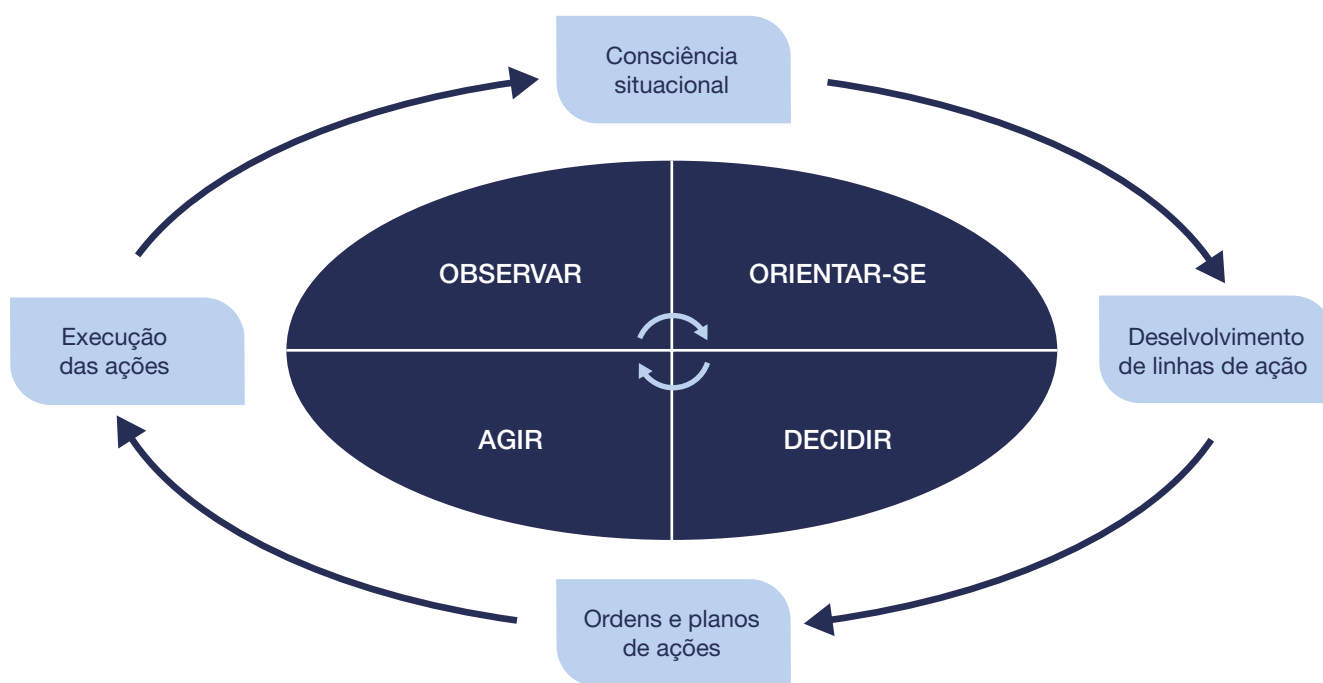 Consciência
situacional
OBSERVAR
ORIENTAR-SE
Execução
das ações
Deselvolvimento
de linhas de ação
AGIR
DECIDIR
Ordens e planos
de ações